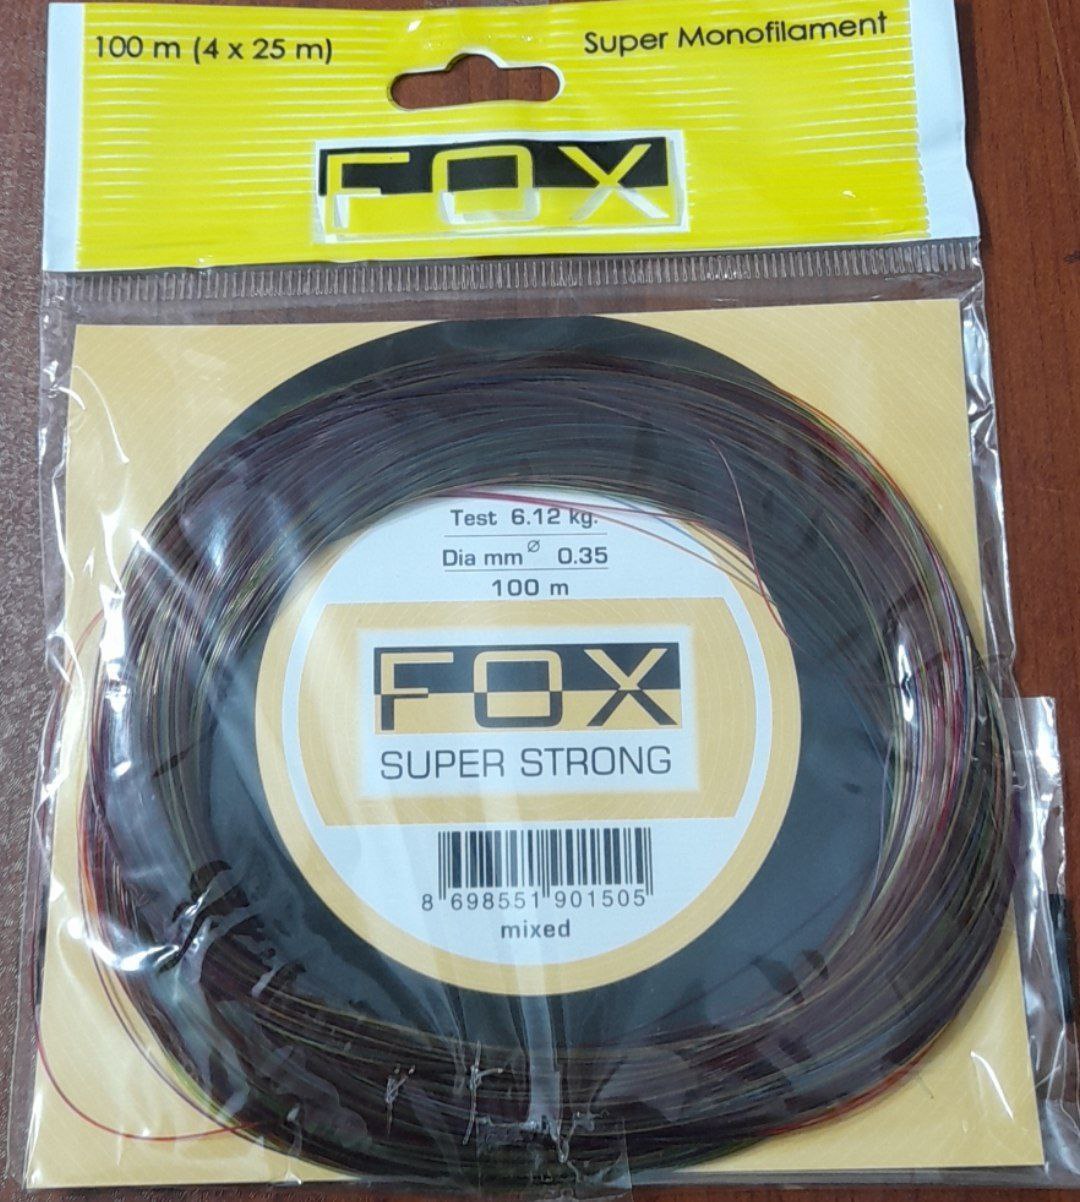 100 m (4 x 25 m)
Super Monofilament
FOX
Test 6.12 kg.
Dia mm ø 0.35
100 m
FOX
SUPER STRONG
8 698551 901505
mixed